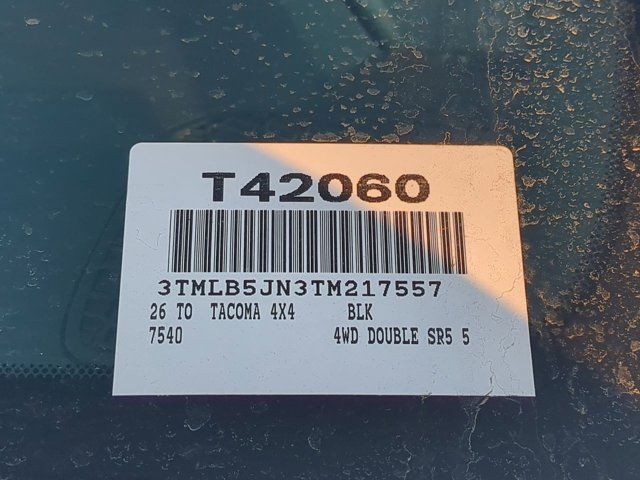 T42060
3TMLB5JN3TM217557
26 TO TACOMA 4X4 BLK
7540 4WD DOUBLE SR5 5